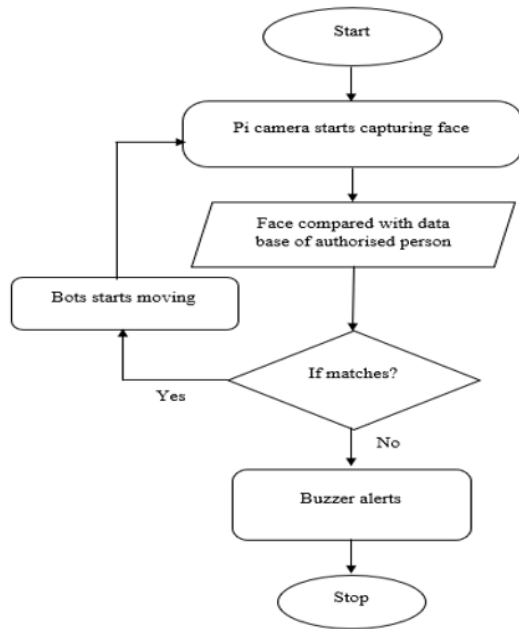 Start
Pi camera starts capturing face
Face compared with data
base of authorised person
Bots starts moving
If matches?
Yes
No
Buzzer alerts
Stop